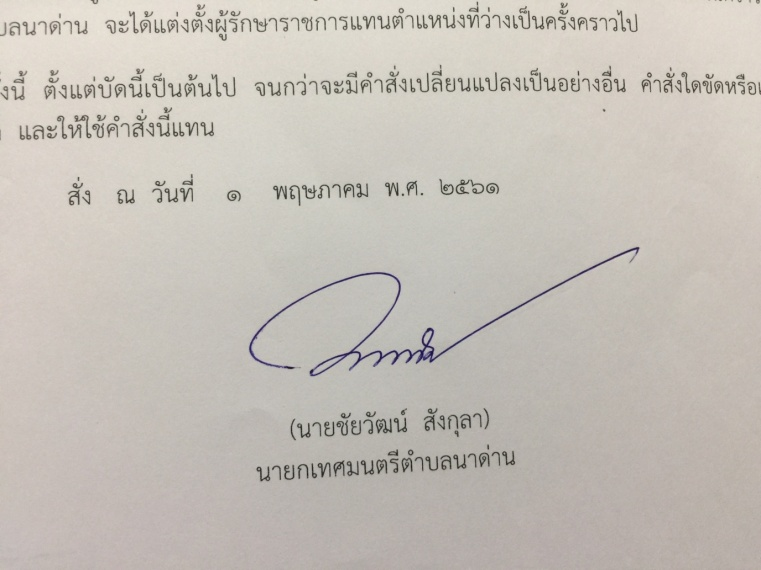 บลนาด่าน จะได้แต่งตั้งผู้รักษาราชการแทนตำแหน่งที่ว่างเป็นครั้งคราวไป
ั้งนี้ ตั้งแต่บัดนี้เป็นต้นไป จนกว่าจะมีคำสั่งเปลี่ยนแปลงเป็นอย่างอื่น คำสั่งใดขัดหรือ
และให้ใช้คำสั่งนี้แทน
สั่ง ณ วันที่ ๑ พฤษภาคม พ.ศ. ๒๕๖๑
(นายชัยวัฒน์ สังกุลา)
นายกเทศมนตรีตำบลนาด่าน